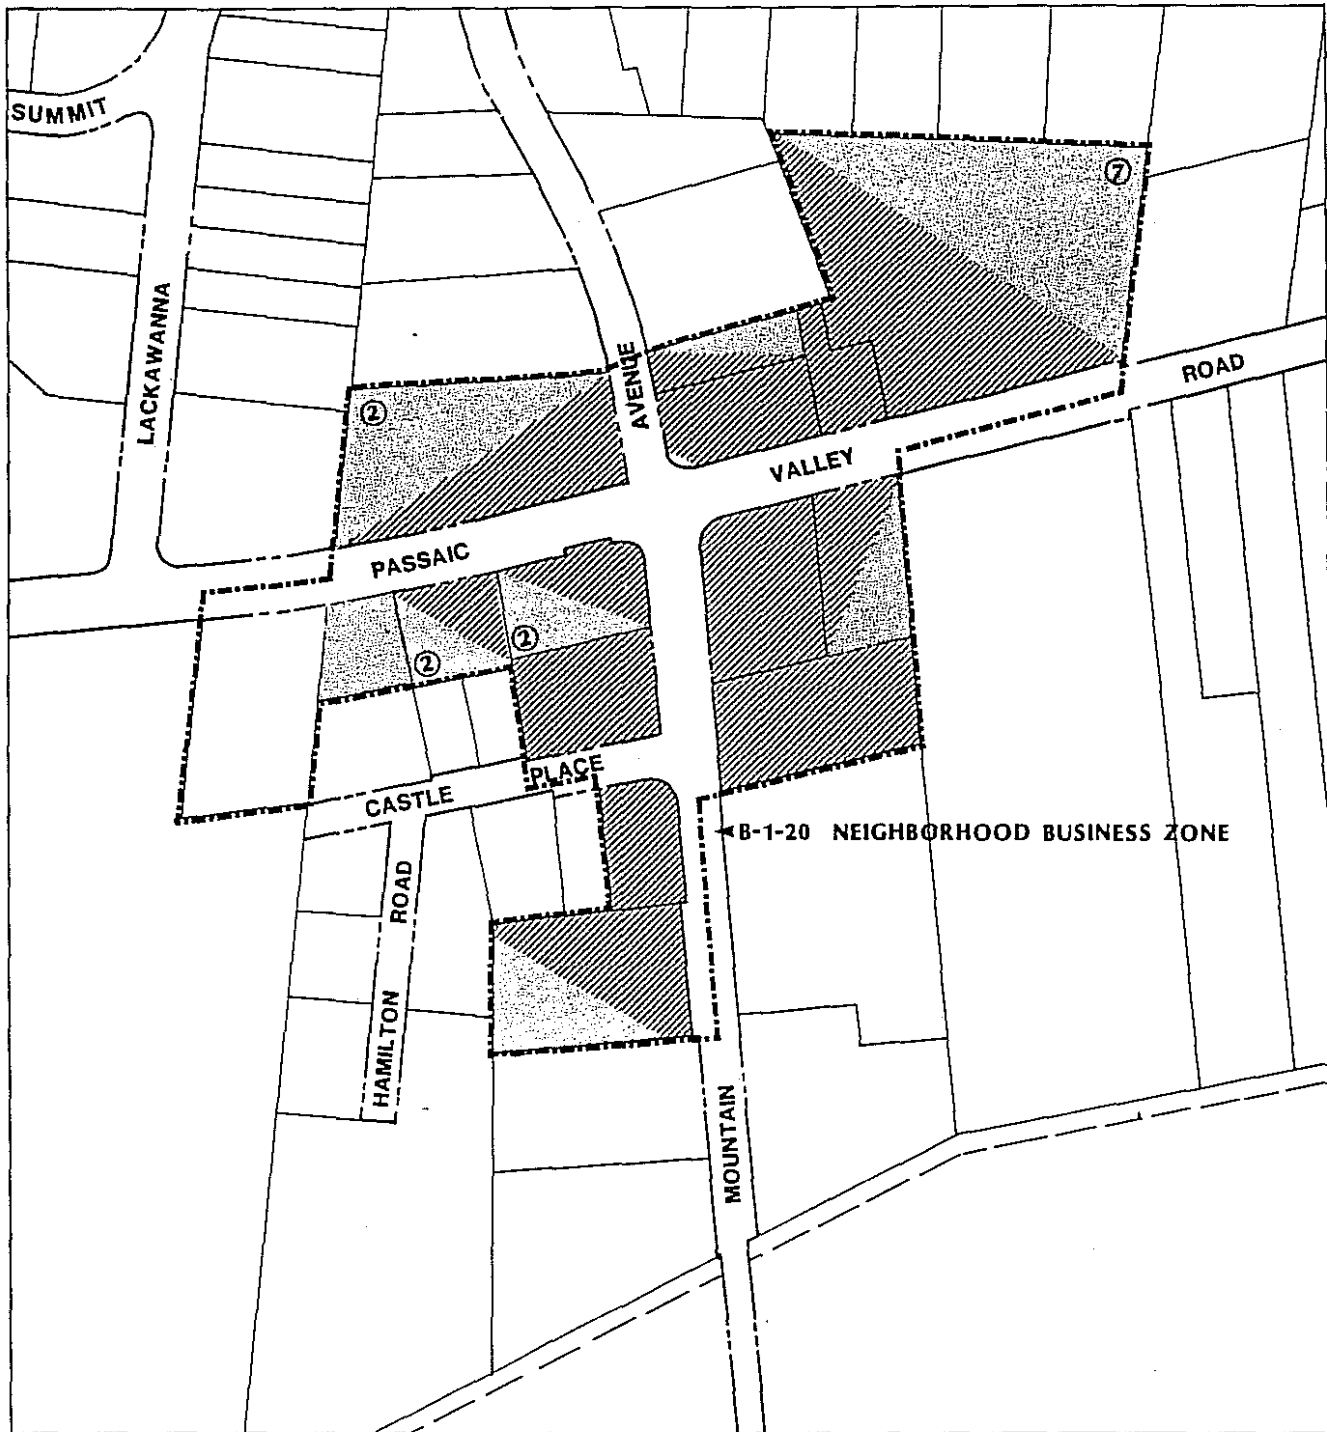 SUMMIT
⑦
LACKAWANNA
AVENUE
ROAD
②
VALLEY
PASSAIC
②
②
PLACE
CASTLE
B-1-20 NEIGHBORHOOD BUSINESS ZONE
ROAD
HAMILTON
MOUNTAIN